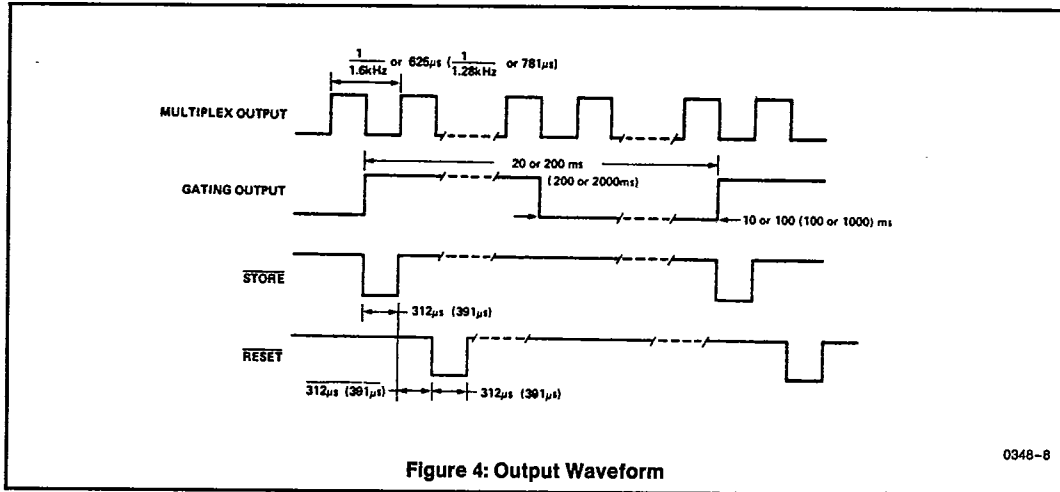 1/1.6kHz or 625µs (1/1.28kHz or 781µs)
MULTIPLEX OUTPUT
20 or 200 ms
(200 or 2000ms)
GATING OUTPUT
10 or 100 (100 or 1000) ms
STORE
312µs (391µs)
RESET
312µs (391µs)
312µs (391µs)
Figure 4: Output Waveform
0348-8